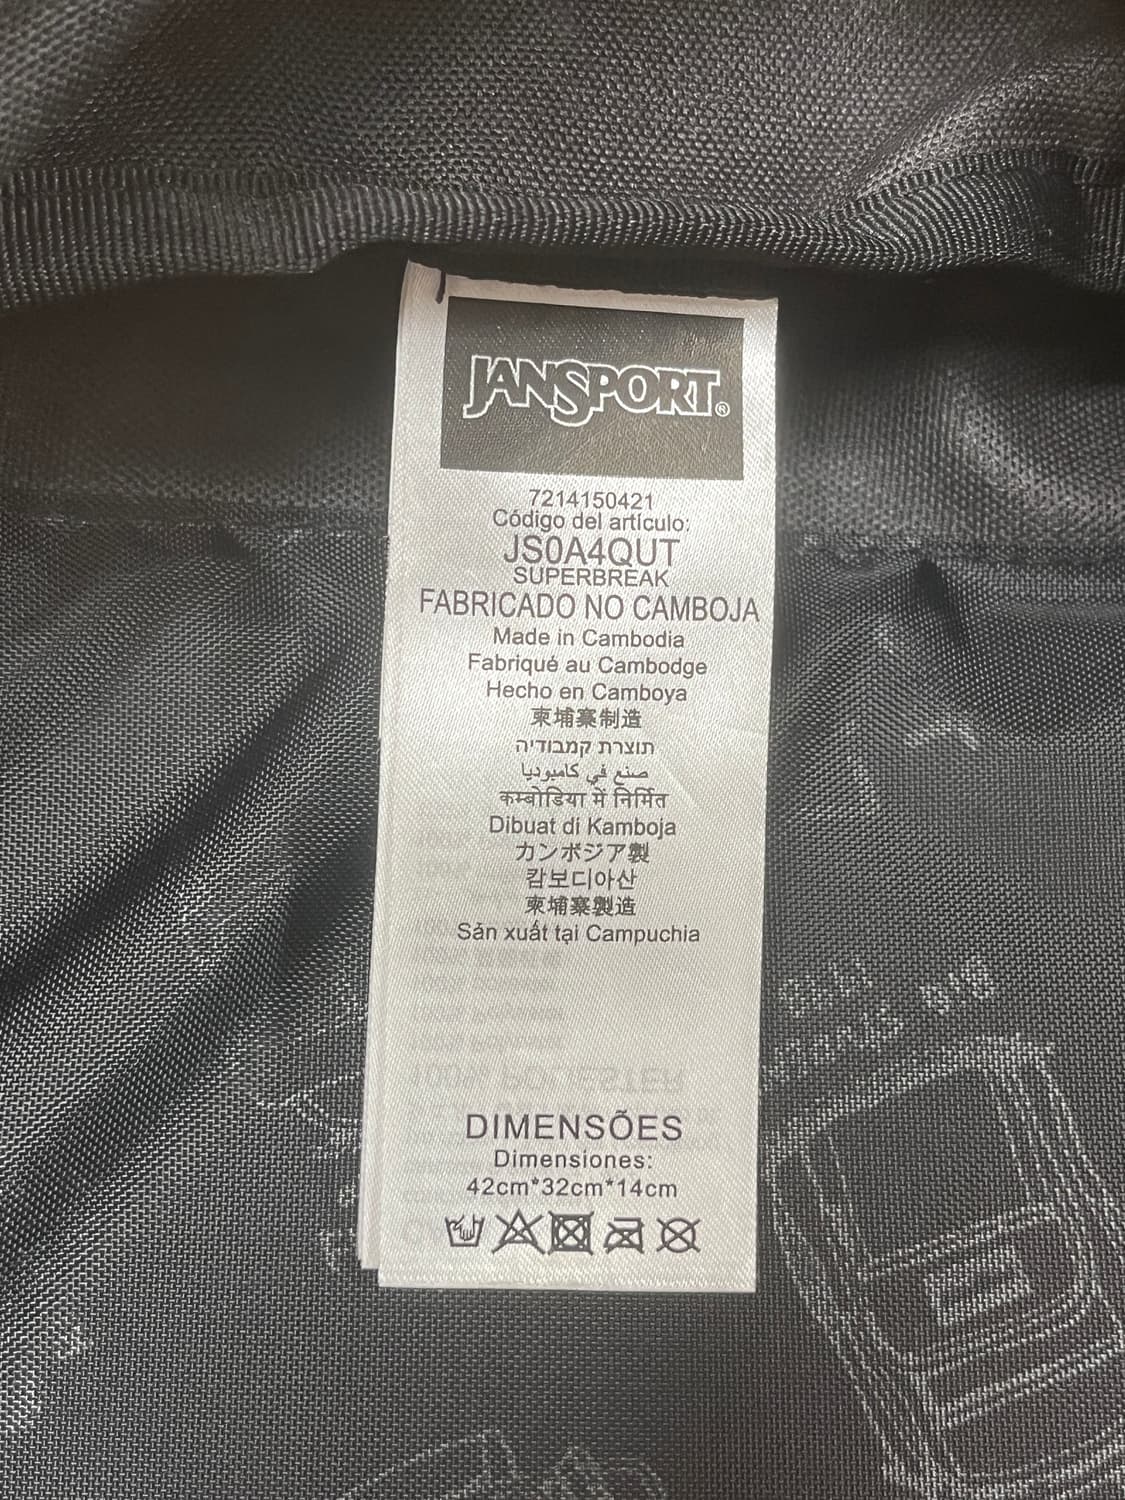 JANSPORT®
7214150421
Código del artículo:
JS0A4QUT
SUPERBREAK
FABRICADO NO CAMBOJA
Made in Cambodia
Fabriqué au Cambodge
Hecho en Camboya
柬埔寨制造
תוצרת קמבודיה
صنع في كامبوديا
कम्बोडिया में निर्मित
Dibuat di Kamboja
カンボジア製
캄보디아산
柬埔寨製造
Sản xuất tại Campuchia
100% POLYESTER
DIMENSÕES
Dimensiones:
42cm*32cm*14cm